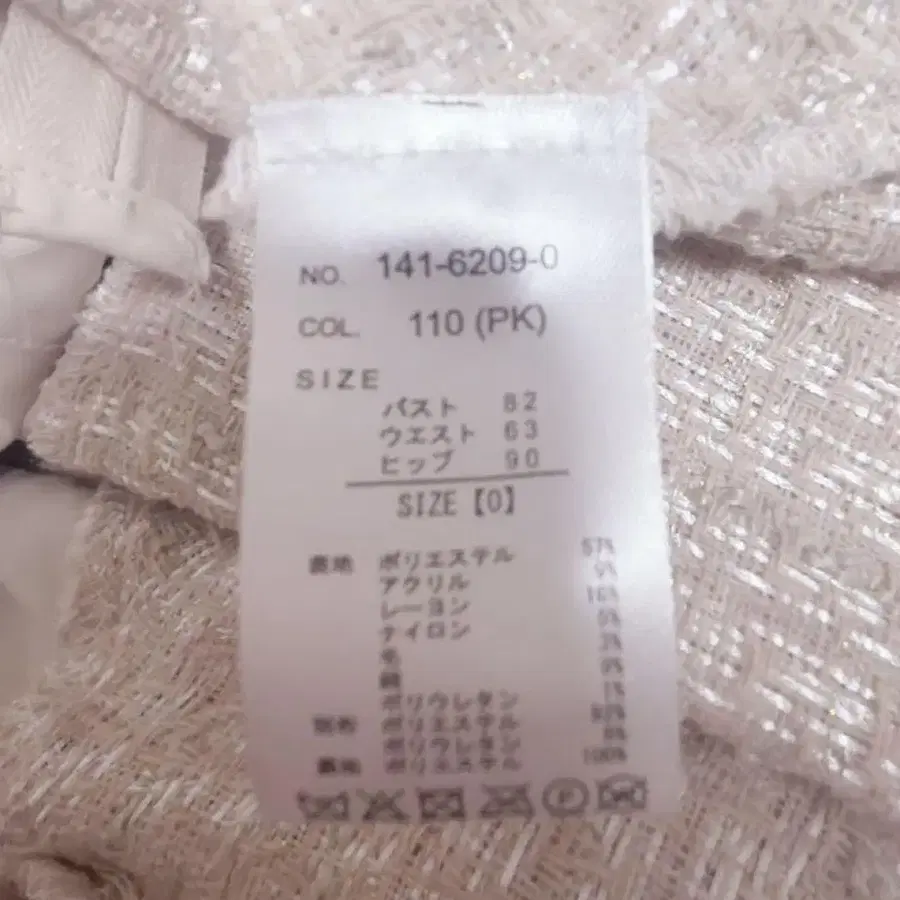 NO. 141-6209-0
COL. 110 (PK)
SIZE
バスト 82
ウエスト 63
ヒップ 90
SIZE【0】
表地 ポリエステル 57%
アクリル
レーヨン
ナイロン
毛
綿
ポリウレタン
別布 ポリエステル
ポリウレタン
裏地 ポリエステル 100%